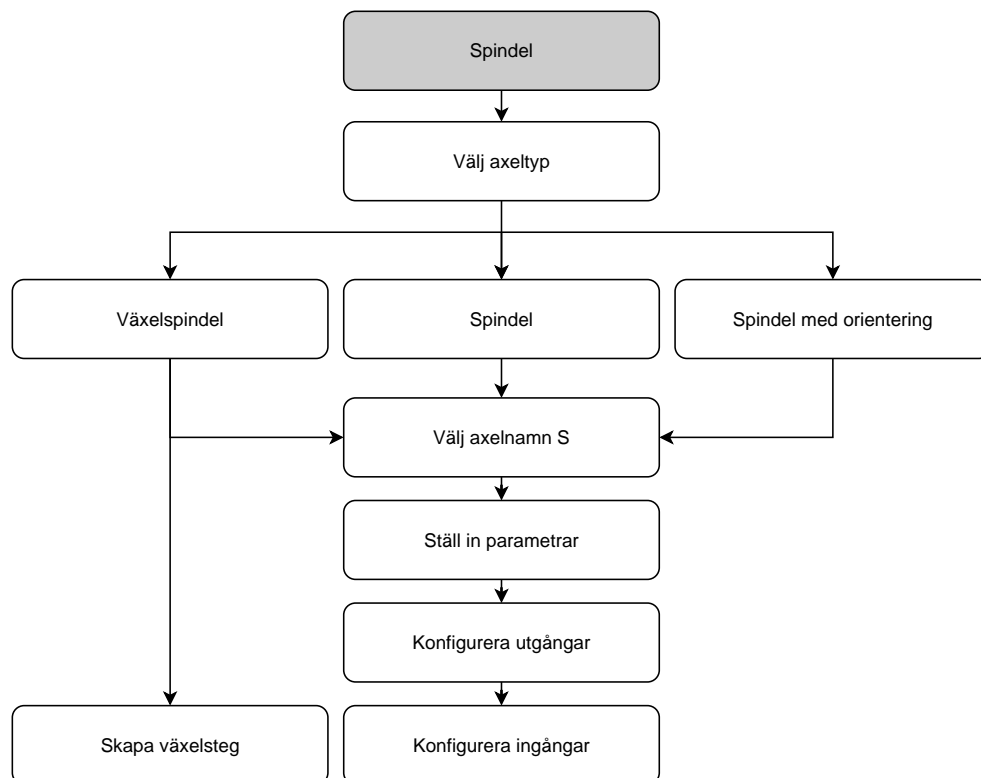 Spindel
Välj axeltyp
Växelspindel
Spindel
Spindel med orientering
Välj axelnamn S
Ställ in parametrar
Konfigurera utgångar
Skapa växelsteg
Konfigurera ingångar